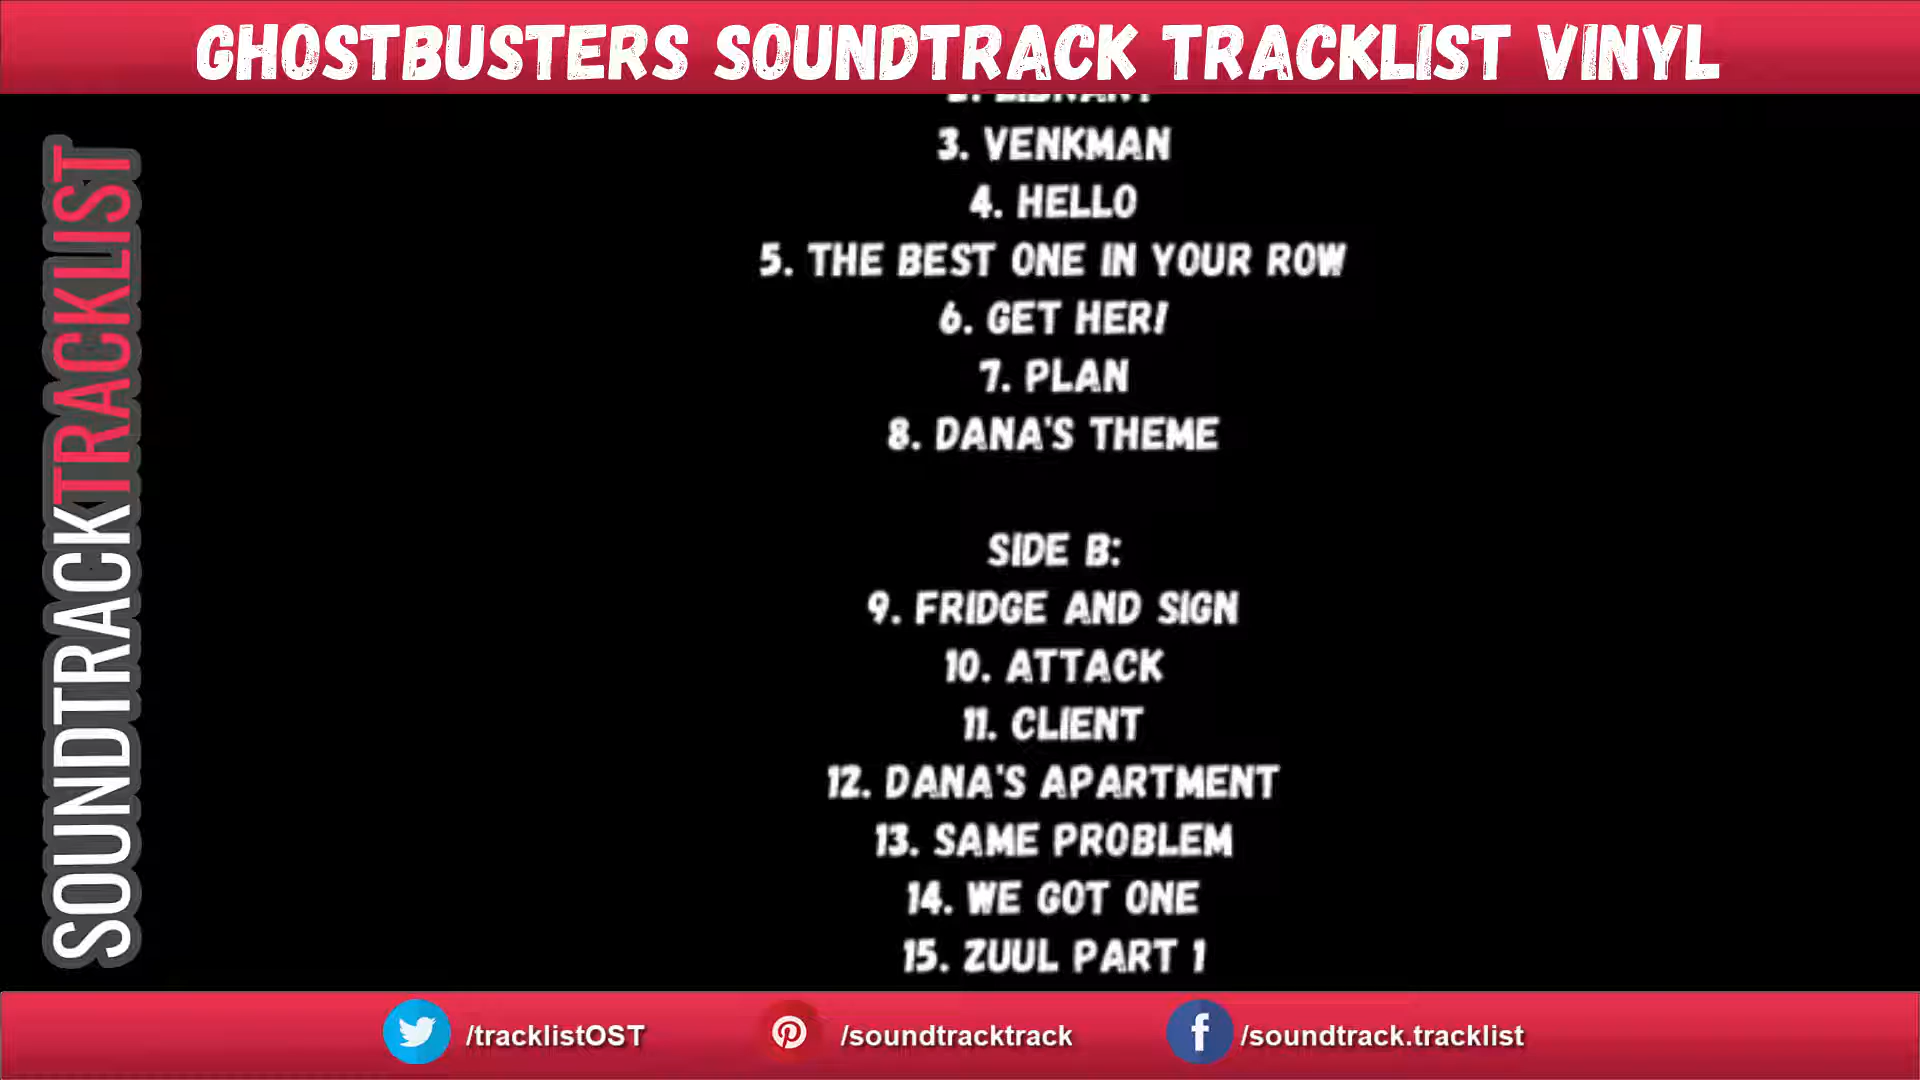 GHOSTBUSTERS SOUNDTRACK TRACKLIST VINYL
3. VENKMAN
4. HELLO
5. THE BEST ONE IN YOUR ROW
6. GET HER!
7. PLAN
8. DANA'S THEME
SIDE B:
9. FRIDGE AND SIGN
10. ATTACK
11. CLIENT
12. DANA'S APARTMENT
13. SAME PROBLEM
14. WE GOT ONE
15. ZUUL PART 1
SOUNDTRACKTRACKLIST
/tracklistOST
/soundtracktrack
/soundtrack.tracklist